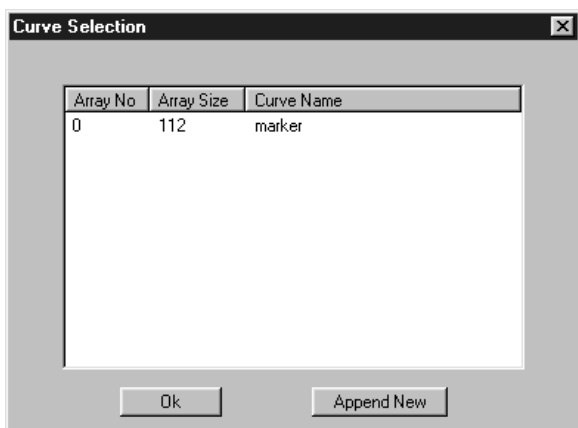 Curve Selection
Array No Array Size Curve Name
0 112 marker
Ok Append New